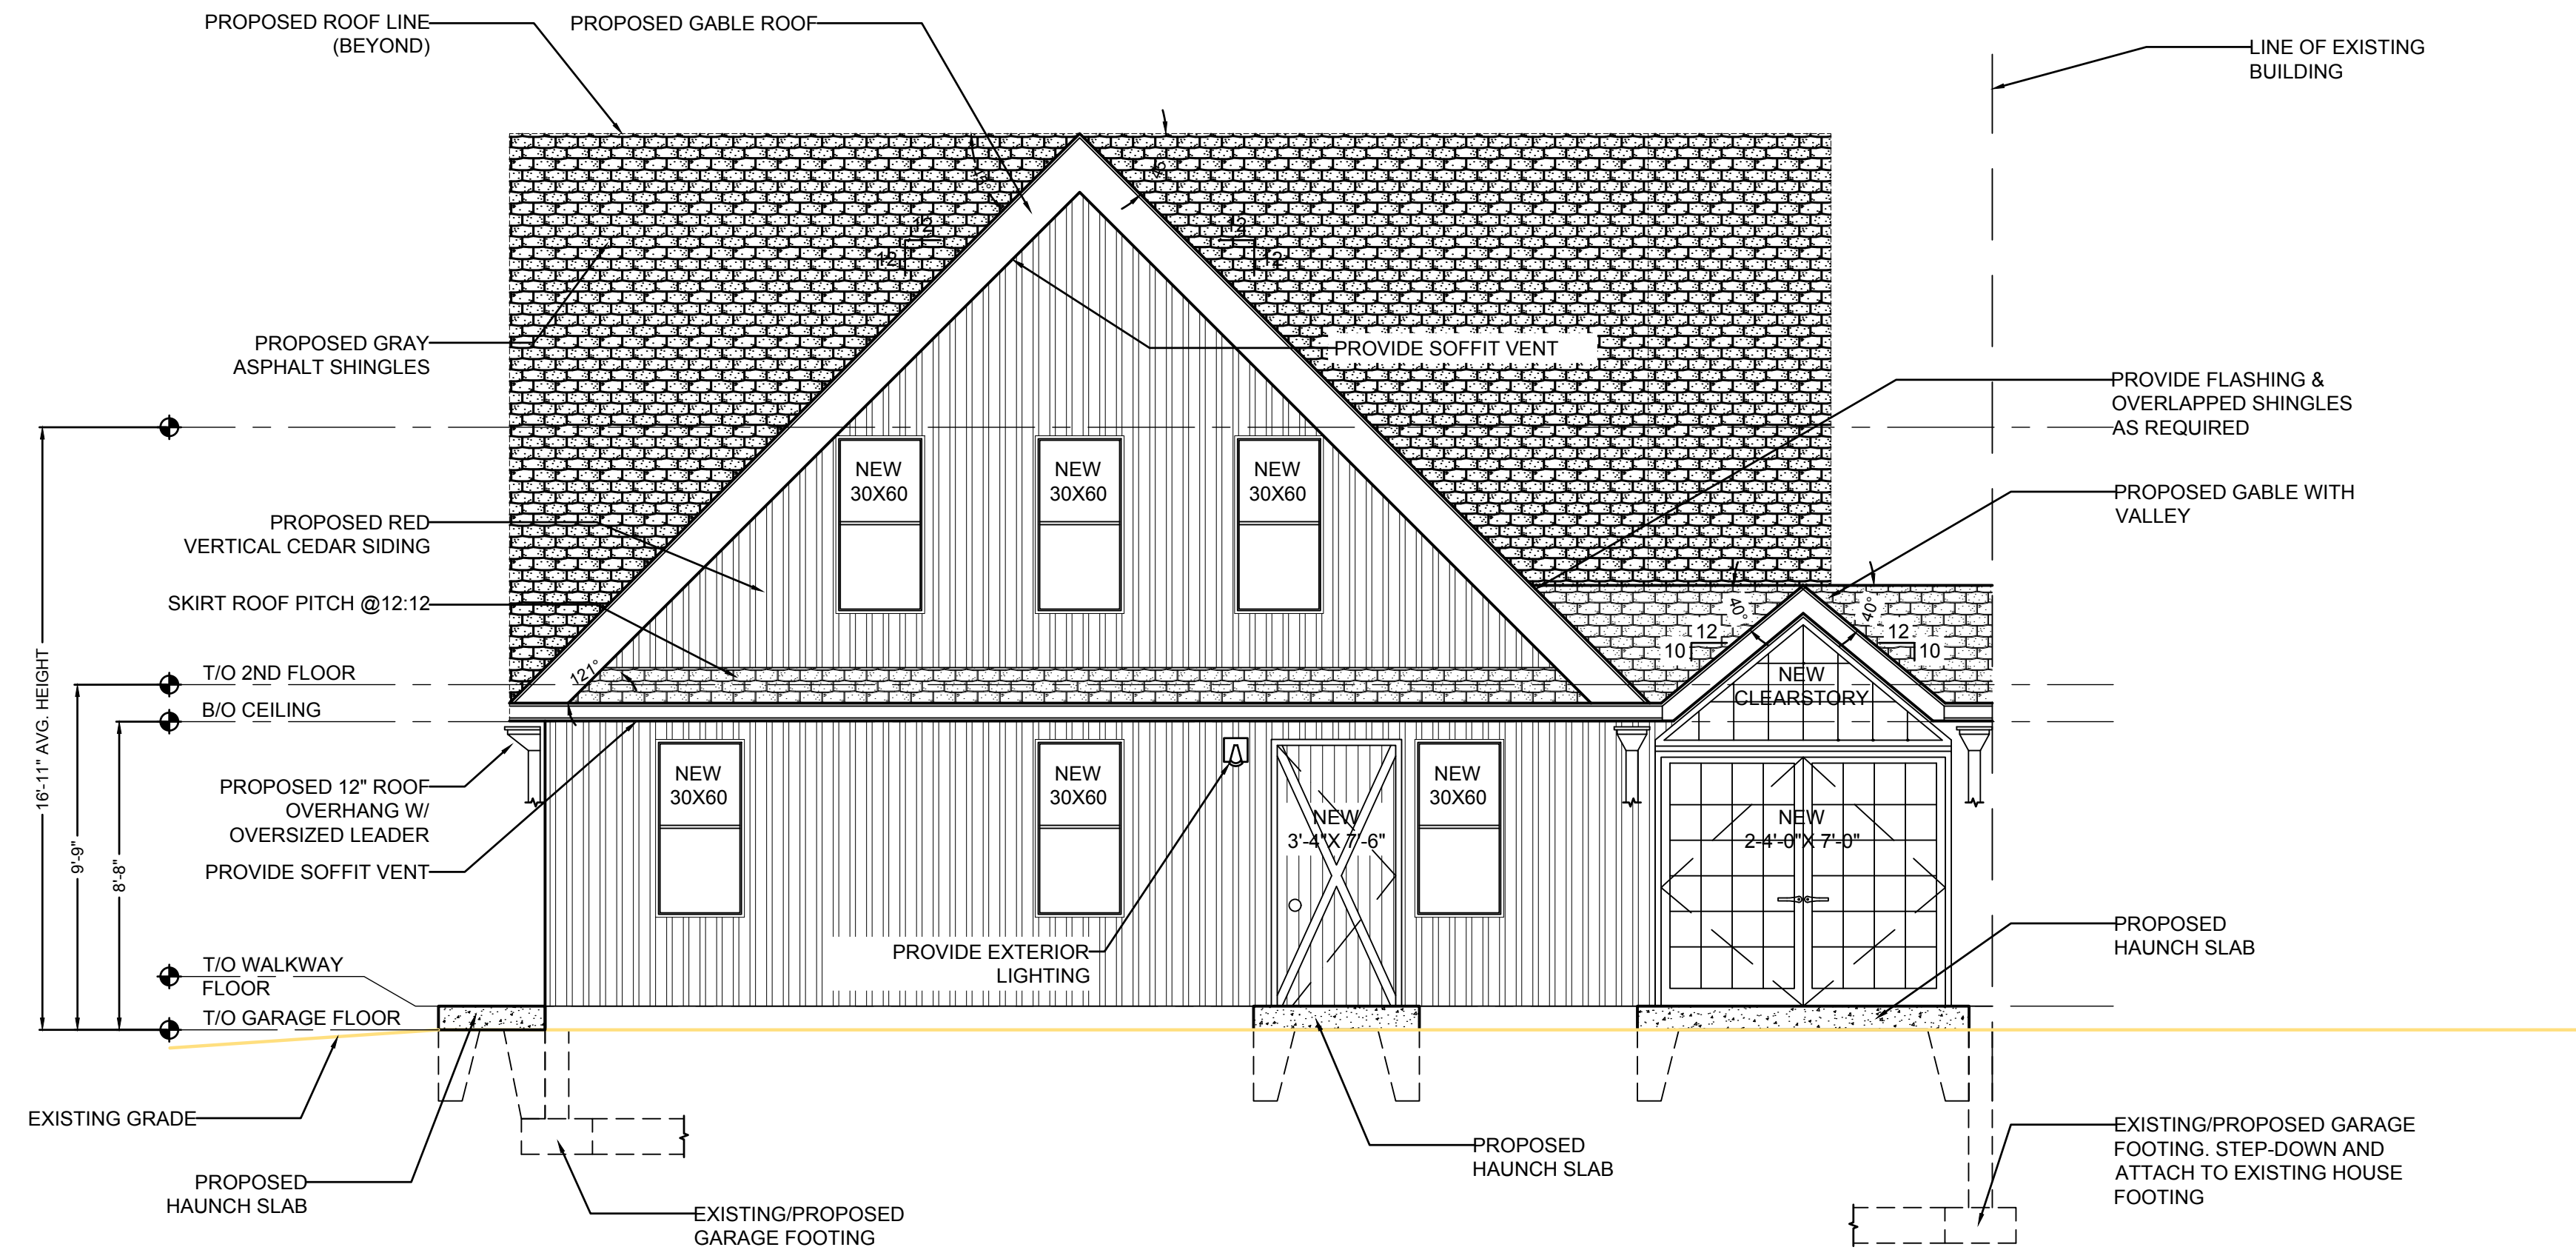 PROPOSED ROOF LINE
(BEYOND)
PROPOSED GABLE ROOF
LINE OF EXISTING
BUILDING
45°
45°
12
12
12
12
PROPOSED GRAY
ASPHALT SHINGLES
PROVIDE SOFFIT VENT
PROVIDE FLASHING &
OVERLAPPED SHINGLES
AS REQUIRED
NEW
30X60
NEW
30X60
NEW
30X60
PROPOSED GABLE WITH
VALLEY
PROPOSED RED
VERTICAL CEDAR SIDING
SKIRT ROOF PITCH @12:12
40°
40°
12
10
12
10
121°
NEW
CLEARSTORY
16'-11" AVG. HEIGHT
T/O 2ND FLOOR
B/O CEILING
9'-9"
8'-8"
PROPOSED 12" ROOF
OVERHANG W/
OVERSIZED LEADER
PROVIDE SOFFIT VENT
NEW
30X60
NEW
30X60
NEW
3'-4"X 7'-6"
NEW
30X60
NEW
2-4'-0"X 7'-0"
PROVIDE EXTERIOR
LIGHTING
PROPOSED
HAUNCH SLAB
T/O WALKWAY
FLOOR
T/O GARAGE FLOOR
EXISTING GRADE
PROPOSED
HAUNCH SLAB
EXISTING/PROPOSED
GARAGE FOOTING
PROPOSED
HAUNCH SLAB
EXISTING/PROPOSED GARAGE
FOOTING. STEP-DOWN AND
ATTACH TO EXISTING HOUSE
FOOTING